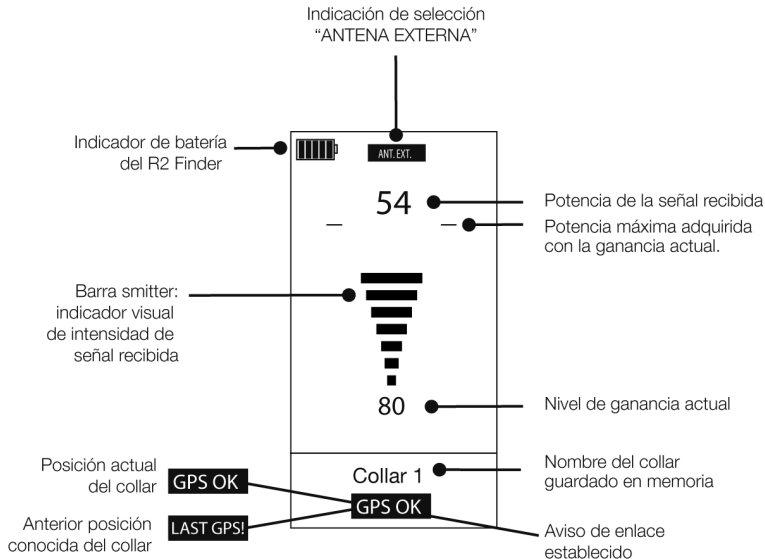 Indicación de selección
“ANTENA EXTERNA”
Indicador de batería
del R2 Finder
ANT. EXT.
54
Potencia de la señal recibida
Potencia máxima adquirida
con la ganancia actual.
Barra smitter:
indicador visual
de intensidad de
señal recibida
80
Nivel de ganancia actual
Posición actual
del collar
GPS OK
Collar 1
GPS OK
Nombre del collar
guardado en memoria
Anterior posición
conocida del collar
LAST GPS!
Aviso de enlace
establecido